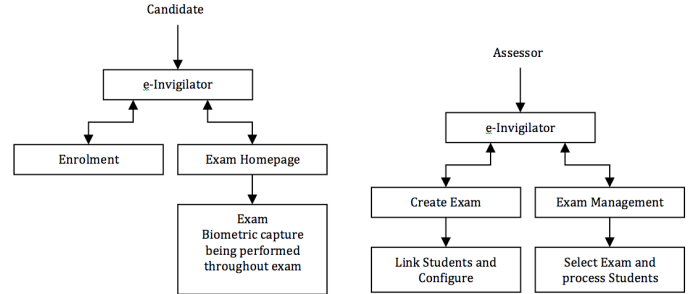 Candidate
e-Invigilator
Enrolment
Exam Homepage
Exam
Biometric capture
being performed
throughout exam
Assessor
e-Invigilator
Create Exam
Exam Management
Link Students and
Configure
Select Exam and
process Students